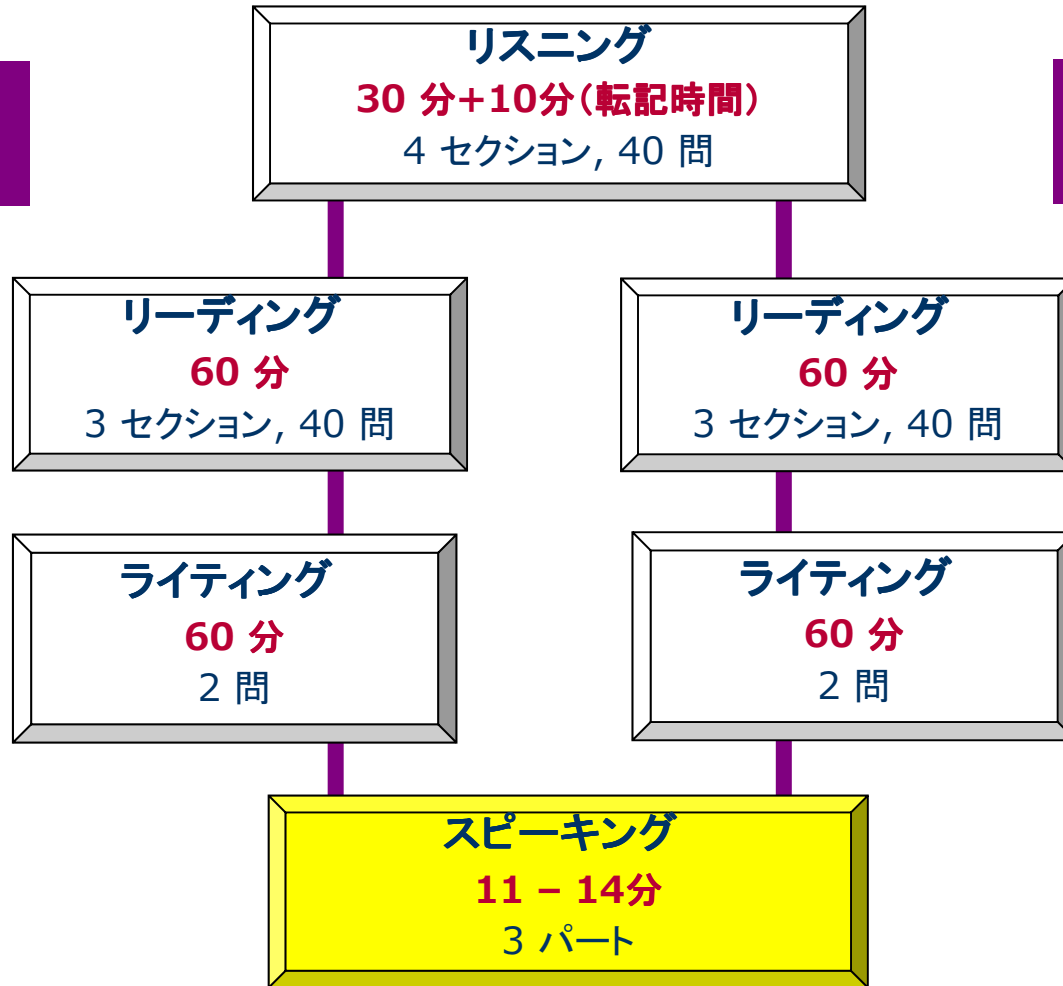 リスニング
30 分+10分(転記時間)
4 セクション, 40 問
リーディング
60 分
3 セクション, 40 問
リーディング
60 分
3 セクション, 40 問
ライティング
60 分
2 問
ライティング
60 分
2 問
スピーキング
11 – 14分
3 パート